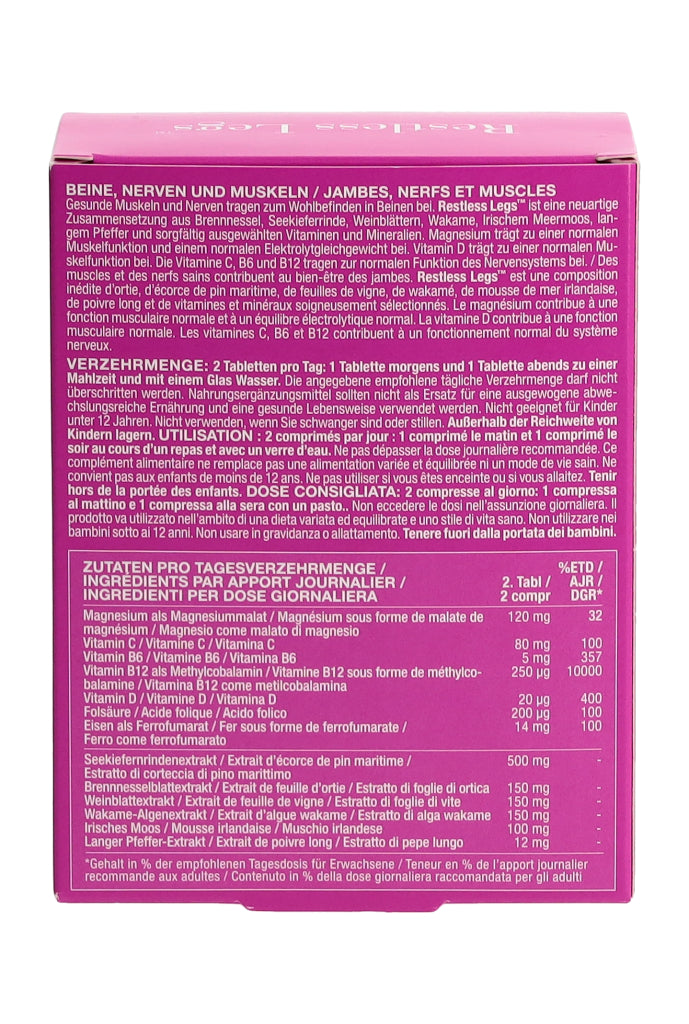 Restless Legs™
BEINE, NERVEN UND MUSKELN / JAMBES, NERFS ET MUSCLES
Gesunde Muskeln und Nerven tragen zum Wohlbefinden in Beinen bei. Restless Legs™ ist eine neuartige
Zusammensetzung aus Brennnessel, Seekieferrinde, Weinblättern, Wakame, Irischem Meermoos, lan-
gem Pfeffer und sorgfältig ausgewählten Vitaminen und Mineralien. Magnesium trägt zu einer normalen
Muskelfunktion und einem normalen Elektrolytgleichgewicht bei. Vitamin D trägt zu einer normalen Mu-
skelfunktion bei. Die Vitamine C, B6 und B12 tragen zur normalen Funktion des Nervensystems bei. / Des
muscles et des nerfs sains contribuent au bien-être des jambes. Restless Legs™ est une composition
inédite d'ortie, d'écorce de pin maritime, de feuilles de vigne, de wakamé, de mousse de mer irlandaise,
de poivre long et de vitamines et minéraux soigneusement sélectionnés. Le magnésium contribue à une
fonction musculaire normale et à un équilibre électrolytique normal. La vitamine D contribue à une fonction
musculaire normale. Les vitamines C, B6 et B12 contribuent à un fonctionnement normal du système
nerveux.
VERZEHRMENGE: 2 Tabletten pro Tag: 1 Tablette morgens und 1 Tablette abends zu einer
Mahlzeit und mit einem Glas Wasser. Die angegebene empfohlene tägliche Verzehrmenge darf nicht
überschritten werden. Nahrungsergänzungsmittel sollten nicht als Ersatz für eine ausgewogene abwe-
chslungsreiche Ernährung und eine gesunde Lebensweise verwendet werden. Nicht geeignet für Kinder
unter 12 Jahren. Nicht verwenden, wenn Sie schwanger sind oder stillen. Außerhalb der Reichweite von
Kindern lagern. UTILISATION : 2 comprimés par jour : 1 comprimé le matin et 1 comprimé le
soir au cours d'un repas et avec un verre d'eau. Ne pas dépasser la dose journalière recommandée. Ce
complément alimentaire ne remplace pas une alimentation variée et équilibrée ni un mode de vie sain. Ne
convient pas aux enfants de moins de 12 ans. Ne pas utiliser si vous êtes enceinte ou si vous allaitez. Tenir
hors de la portée des enfants. DOSE CONSIGLIATA: 2 compresse al giorno: 1 compressa
al mattino e 1 compressa alla sera con un pasto.. Non eccedere le dosi nell'assunzione giornaliera. Il
prodotto va utilizzato nell'ambito di una dieta variata ed equilibrate e uno stile di vita sano. Non utilizzare nei
bambini sotto ai 12 anni. Non usare in gravidanza o allattamento. Tenere fuori dalla portata dei bambini.
ZUTATEN PRO TAGESVERZEHRMENGE / 
INGRÉDIENTS PAR APPORT JOURNALIER / 
INGREDIENTI PER DOSE GIORNALIERA
2. Tabl /
2 compr
%ETD /
AJR /
DGR*
Magnesium als Magnesiummalat / Magnésium sous forme de malate de 120 mg 32
magnésium / Magnesio come malato di magnesio
Vitamin C / Vitamine C / Vitamina C 80 mg 100
Vitamin B6 / Vitamine B6 / Vitamina B6 5 mg 357
Vitamin B12 als Methylcobalamin / Vitamine B12 sous forme de méthylco- 250 µg 10000
balamine / Vitamina B12 come metilcobalamina
Vitamin D / Vitamine D / Vitamina D 20 µg 400
Folsäure / Acide folique / Acido folico 200 µg 100
Eisen als Ferrofumarat / Fer sous forme de ferrofumarate / 14 mg 100
Ferro come ferrofumarato
Seekiefernrindenextrakt / Extrait d'écorce de pin maritime / 500 mg -
Estratto di corteccia di pino marittimo
Brennnesselblattextrakt / Extrait de feuille d'ortie / Estratto di foglie di ortica 150 mg -
Weinblattextrakt / Extrait de feuille de vigne / Estratto di foglie di vite 150 mg -
Wakame-Algenextrakt / Extrait d'algue wakame / Estratto di alga wakame 150 mg -
Irisches Moos / Mousse irlandaise / Muschio irlandese 100 mg -
Langer Pfeffer-Extrakt / Extrait de poivre long / Estratto di pepe lungo 12 mg -
*Gehalt in % der empfohlenen Tagesdosis für Erwachsene / Teneur en % de l'apport journalier
recommande aux adultes / Contenuto in % della dose giornaliera raccomandata per gli adulti